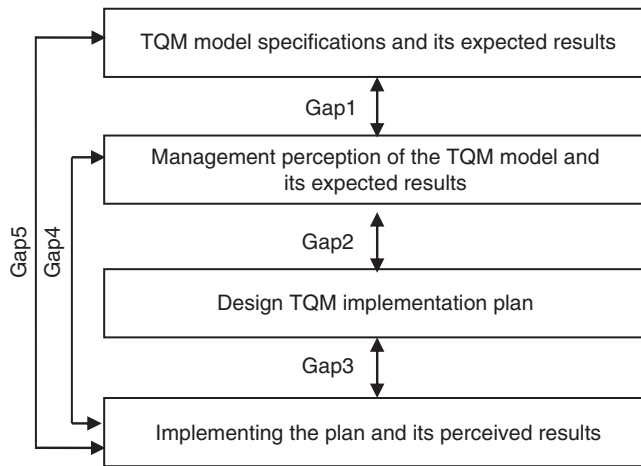 TQM model specifications and its expected results
Gap1
Management perception of the TQM model and
its expected results
Gap5
Gap4
Gap2
Design TQM implementation plan
Gap3
Implementing the plan and its perceived results